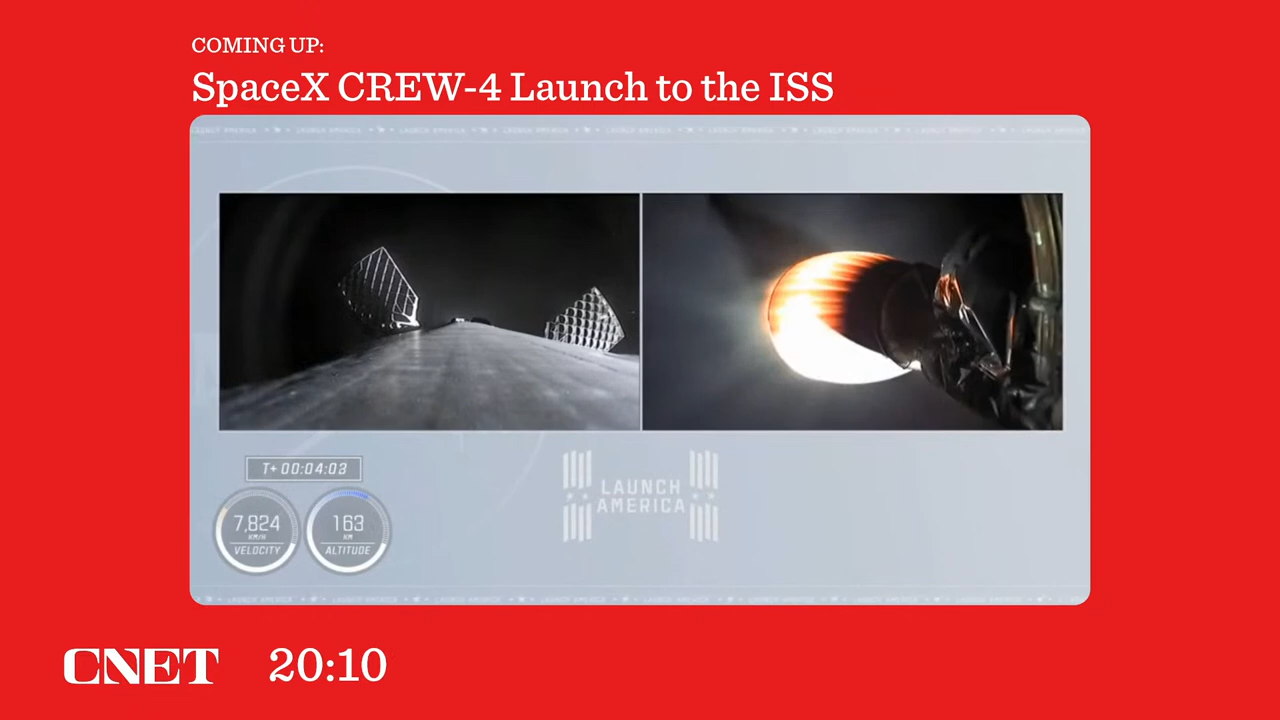 COMING UP:
SpaceX CREW-4 Launch to the ISS
T+ 00:04:03
7,824
KM/H
VELOCITY
163
KM
ALTITUDE
LAUNCH
AMERICA
CNET
20:10